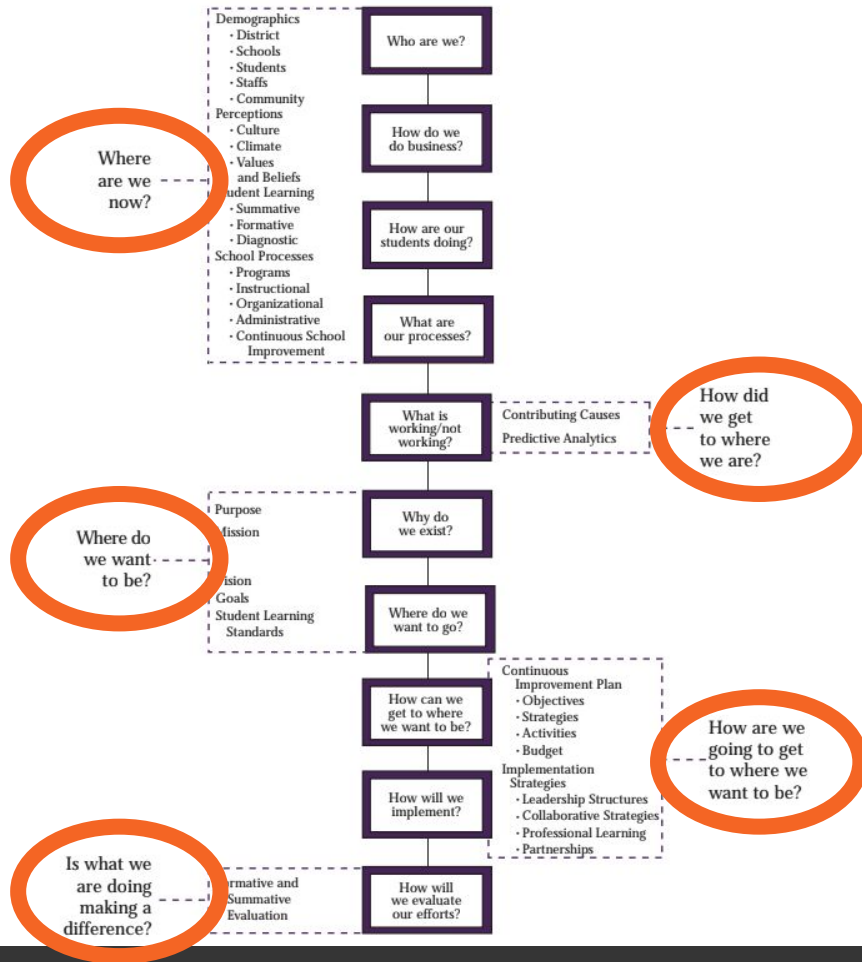 Demographics
· District
· Schools
· Students
· Staffs
· Community
Perceptions
· Culture
· Climate
· Values
and Beliefs
udent Learning
· Summative
· Formative
· Diagnostic
School Processes
· Programs
· Instructional
· Organizational
· Administrative
· Continuous School
Improvement
Where
are we
now?
Who are we?
How do we
do business?
How are our
students doing?
What are
our processes?
What is
working/not
working?
Contributing Causes
Predictive Analytics
How did
we get
to where
we are?
Where do
we want
to be?
Purpose
Mission
ision
Goals
Student Learning
Standards
Why do
we exist?
Where do we
want to go?
How can we
get to where
we want to be?
How will we
implement?
Continuous
Improvement Plan
· Objectives
· Strategies
· Activities
· Budget
Implementation
Strategies
· Leadership Structures
· Collaborative Strategies
· Professional Learning
· Partnerships
How are we
going to get
to where we
want to be?
Is what we
are doing
making a
difference?
ormative and
Summative
Evaluation
How will
we evaluate
our efforts?